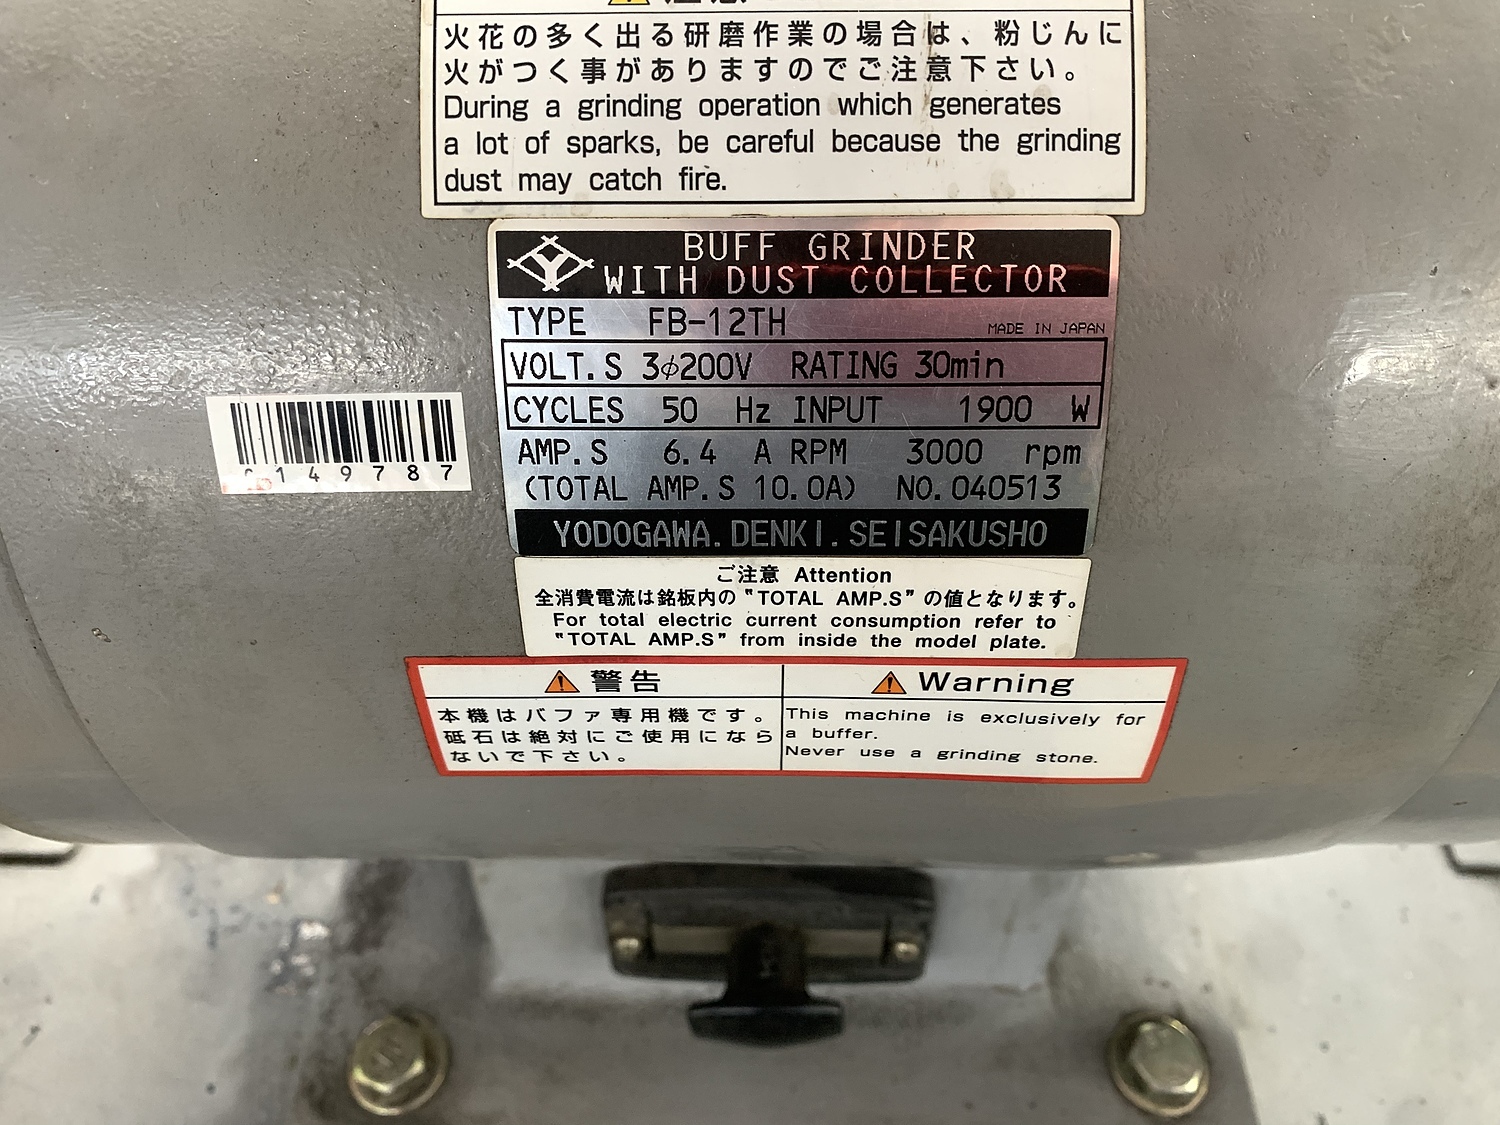 火花の多く出る研磨作業の場合は、粉じんに
火がつく事がありますのでご注意下さい。
During a grinding operation which generates
a lot of sparks, be careful because the grinding
dust may catch fire.
BUFF GRINDER
WITH DUST COLLECTOR
TYPE FB-12TH MADE IN JAPAN
VOLT.S 3φ200V RATING 30min
CYCLES 50 Hz INPUT 1900 W
AMP.S 6.4 A RPM 3000 rpm
(TOTAL AMP.S 10.0A) NO.040513
YODOGAWA.DENKI.SEISAKUSHO
149787
ご注意 Attention
全消費電流は銘板内の〝TOTAL AMP.S〞の値となります。
For total electric current consumption refer to
"TOTAL AMP.S" from inside the model plate.
警告
本機はバファ専用機です。
砥石は絶対にご使用になら
ないで下さい。
Warning
This machine is exclusively for
a buffer.
Never use a grinding stone.